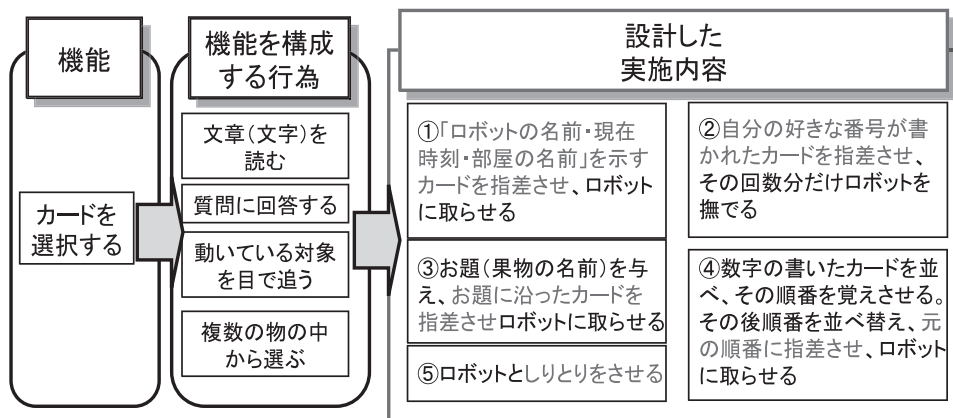 機能
機能を構成
する行為
設計した
実施内容
カードを
選択する
文章(文字)を
読む
質問に回答する
動いている対象
を目で追う
複数の物の中
から選ぶ
①「ロボットの名前・現在
時刻・部屋の名前」を示す
カードを指差させ、ロボット
に取らせる
②自分の好きな番号が書
かれたカードを指差させ、
その回数分だけロボットを
撫でる
③お題(果物の名前)を与
え、お題に沿ったカードを
指差させロボットに取らせる
④数字の書いたカードを並
べ、その順番を覚えさせる。
その後順番を並べ替え、元
の順番に指差させ、ロボット
に取らせる
⑤ロボットとしりとりをさせる